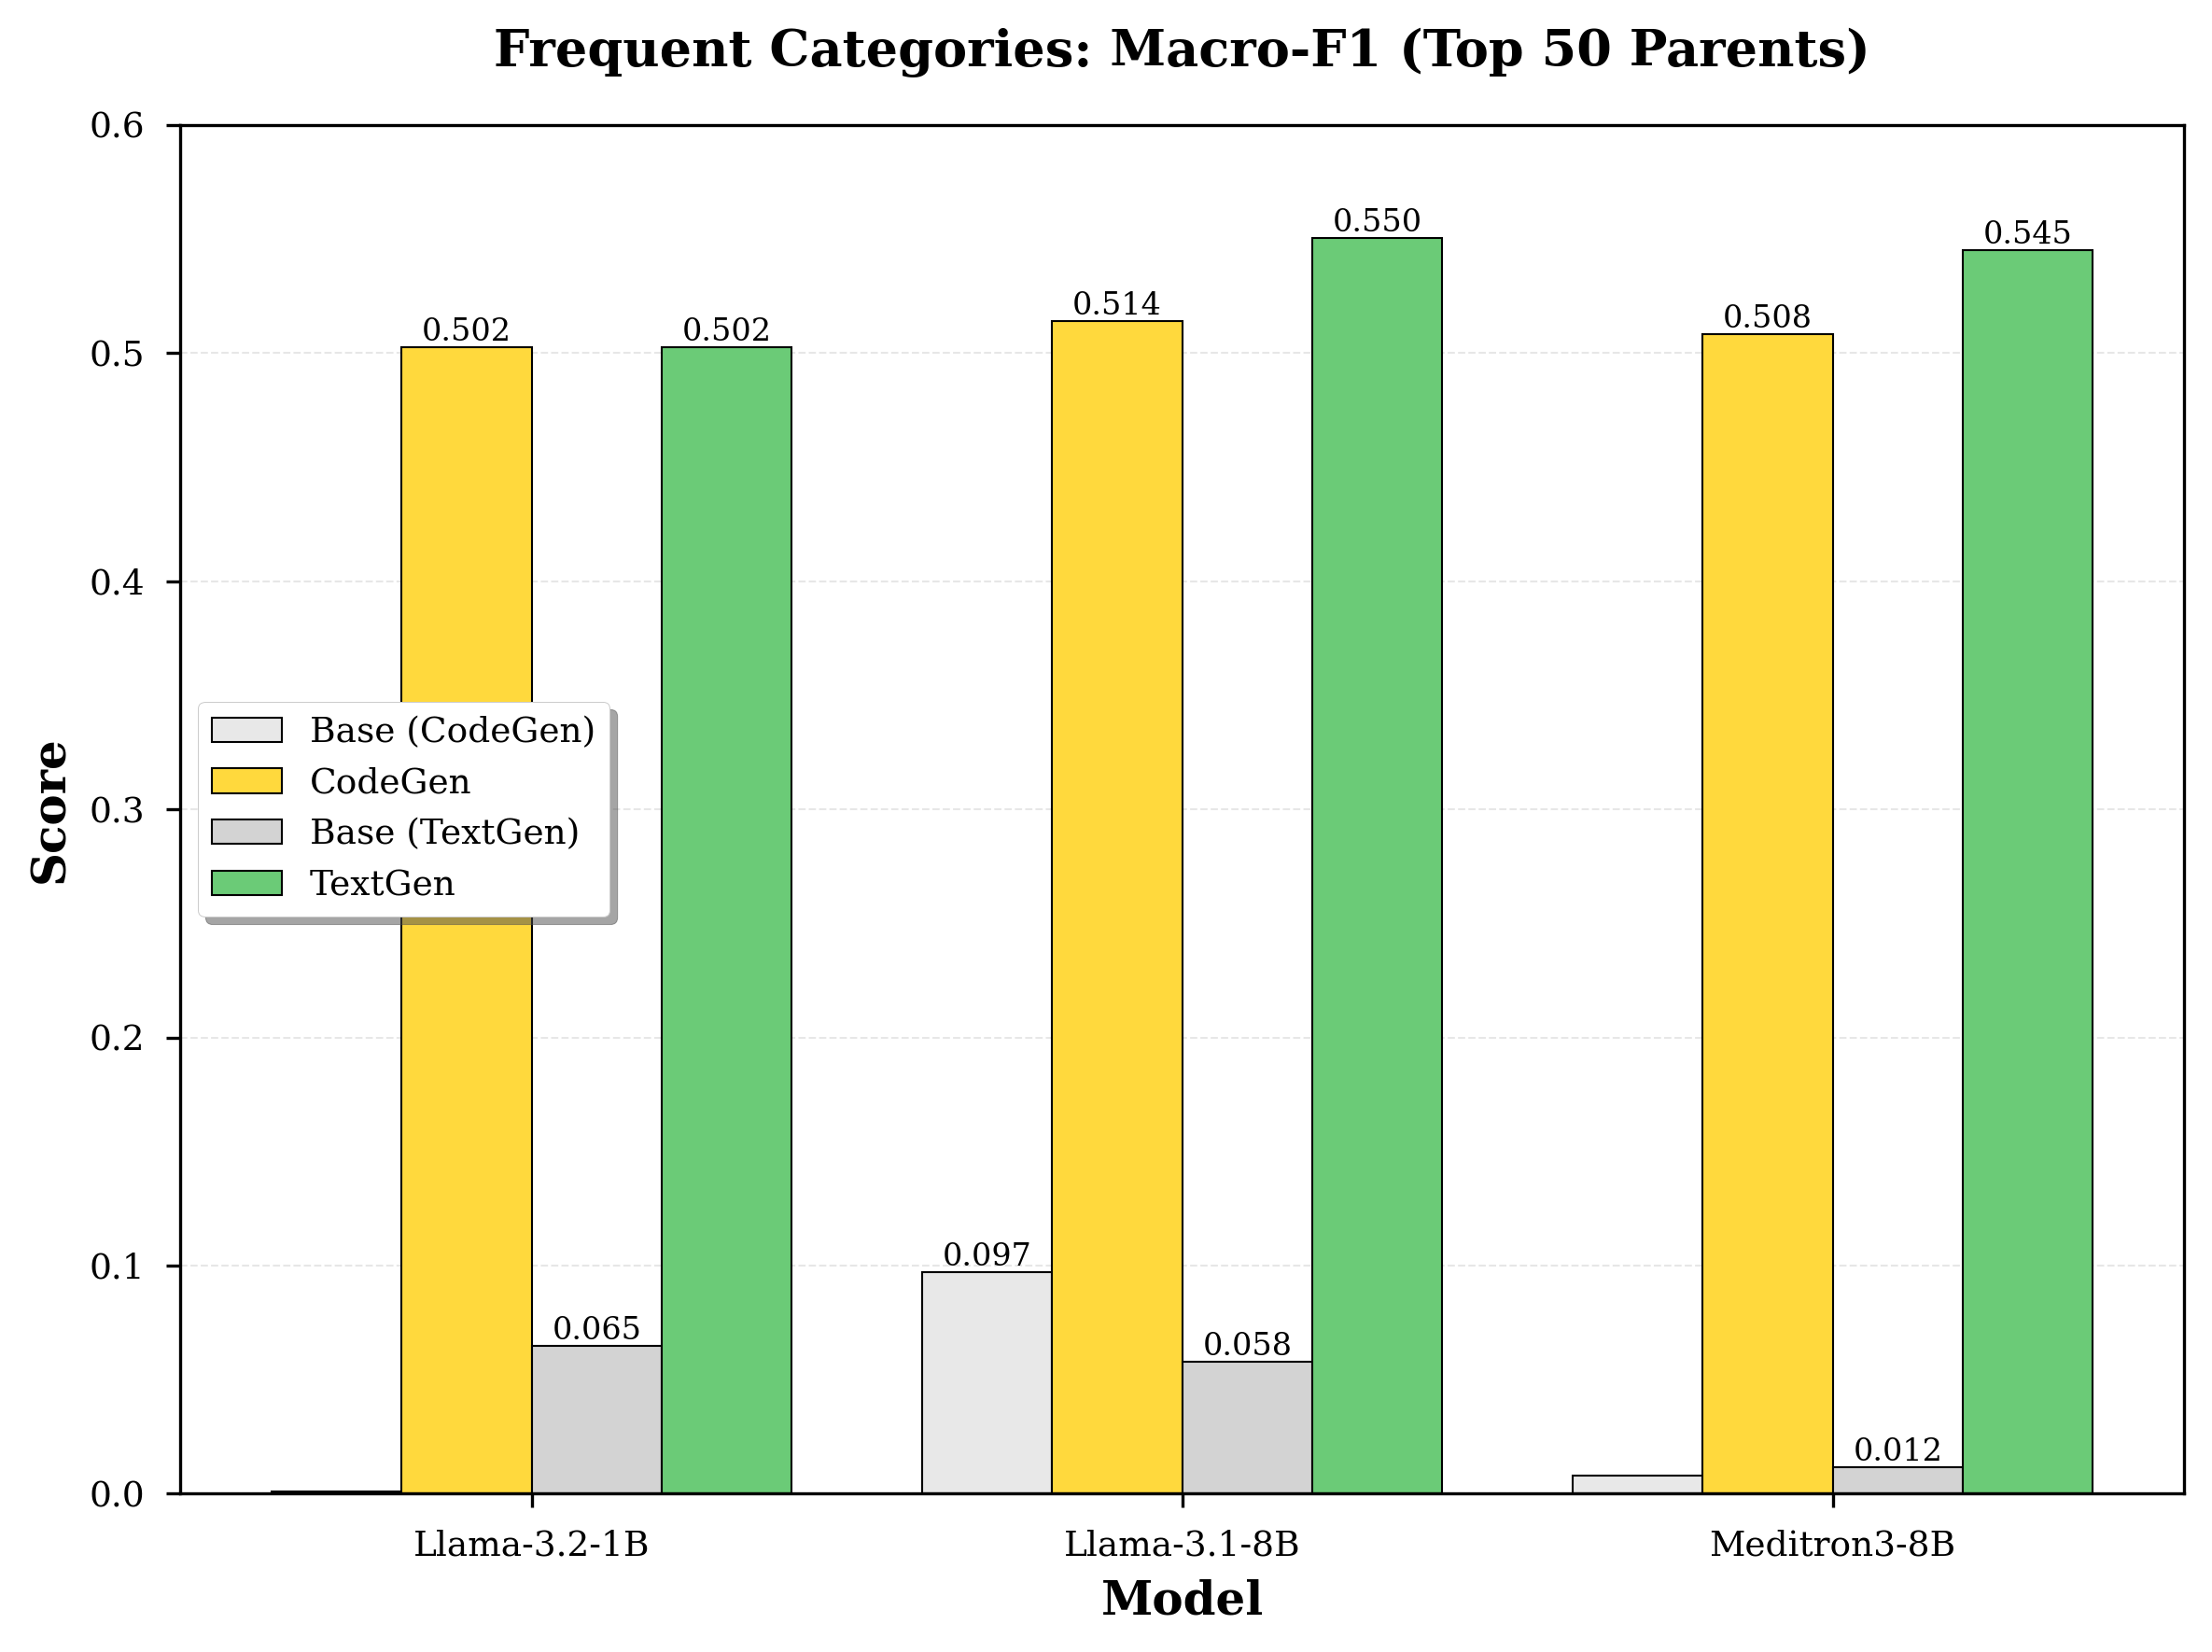 Frequent Categories: Macro-F1 (Top 50 Parents)
0.6
0.5
0.4
0.3
0.2
0.1
0.0
Score
0.502
0.065
0.502
0.097
0.514
0.058
0.550
0.508
0.012
0.545
Base (CodeGen)
CodeGen
Base (TextGen)
TextGen
Llama-3.2-1B
Llama-3.1-8B
Meditron3-8B
Model